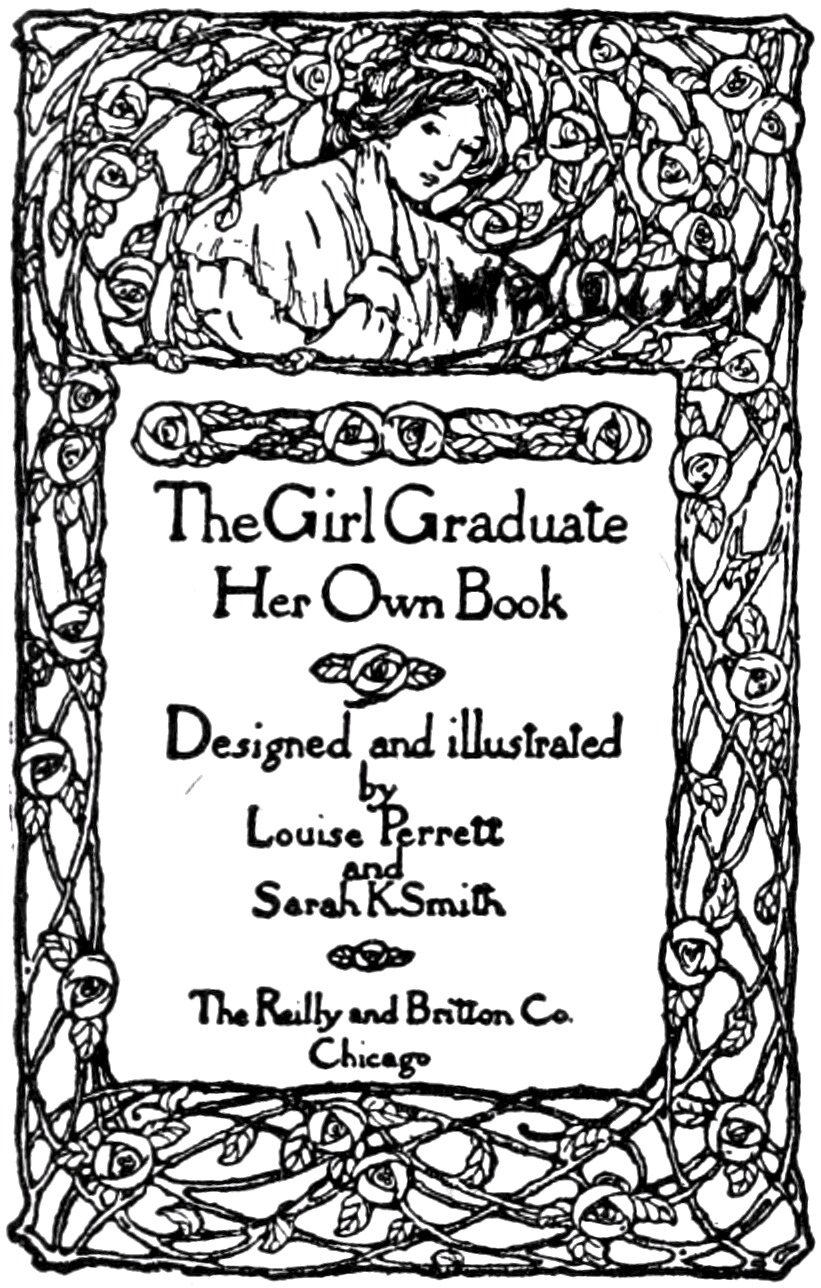 The Girl Graduate
Her Own Book
Designed and illustrated
by
Louise Perrett
and
Sarah K Smith
The Reilly and Britton Co.
Chicago